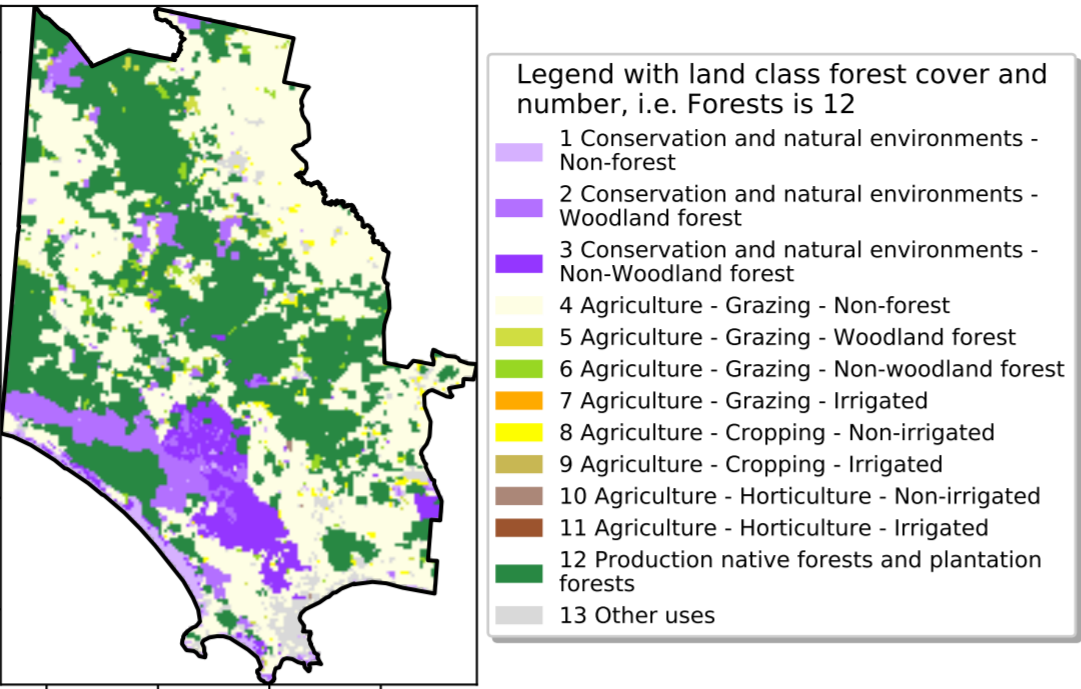 Legend with land class forest cover and
number, i.e. Forests is 12
1 Conservation and natural environments -
Non-forest
2 Conservation and natural environments -
Woodland forest
3 Conservation and natural environments -
Non-Woodland forest
4 Agriculture - Grazing - Non-forest
5 Agriculture - Grazing - Woodland forest
6 Agriculture - Grazing - Non-woodland forest
7 Agriculture - Grazing - Irrigated
8 Agriculture - Cropping - Non-irrigated
9 Agriculture - Cropping - Irrigated
10 Agriculture - Horticulture - Non-irrigated
11 Agriculture - Horticulture - Irrigated
12 Production native forests and plantation
forests
13 Other uses